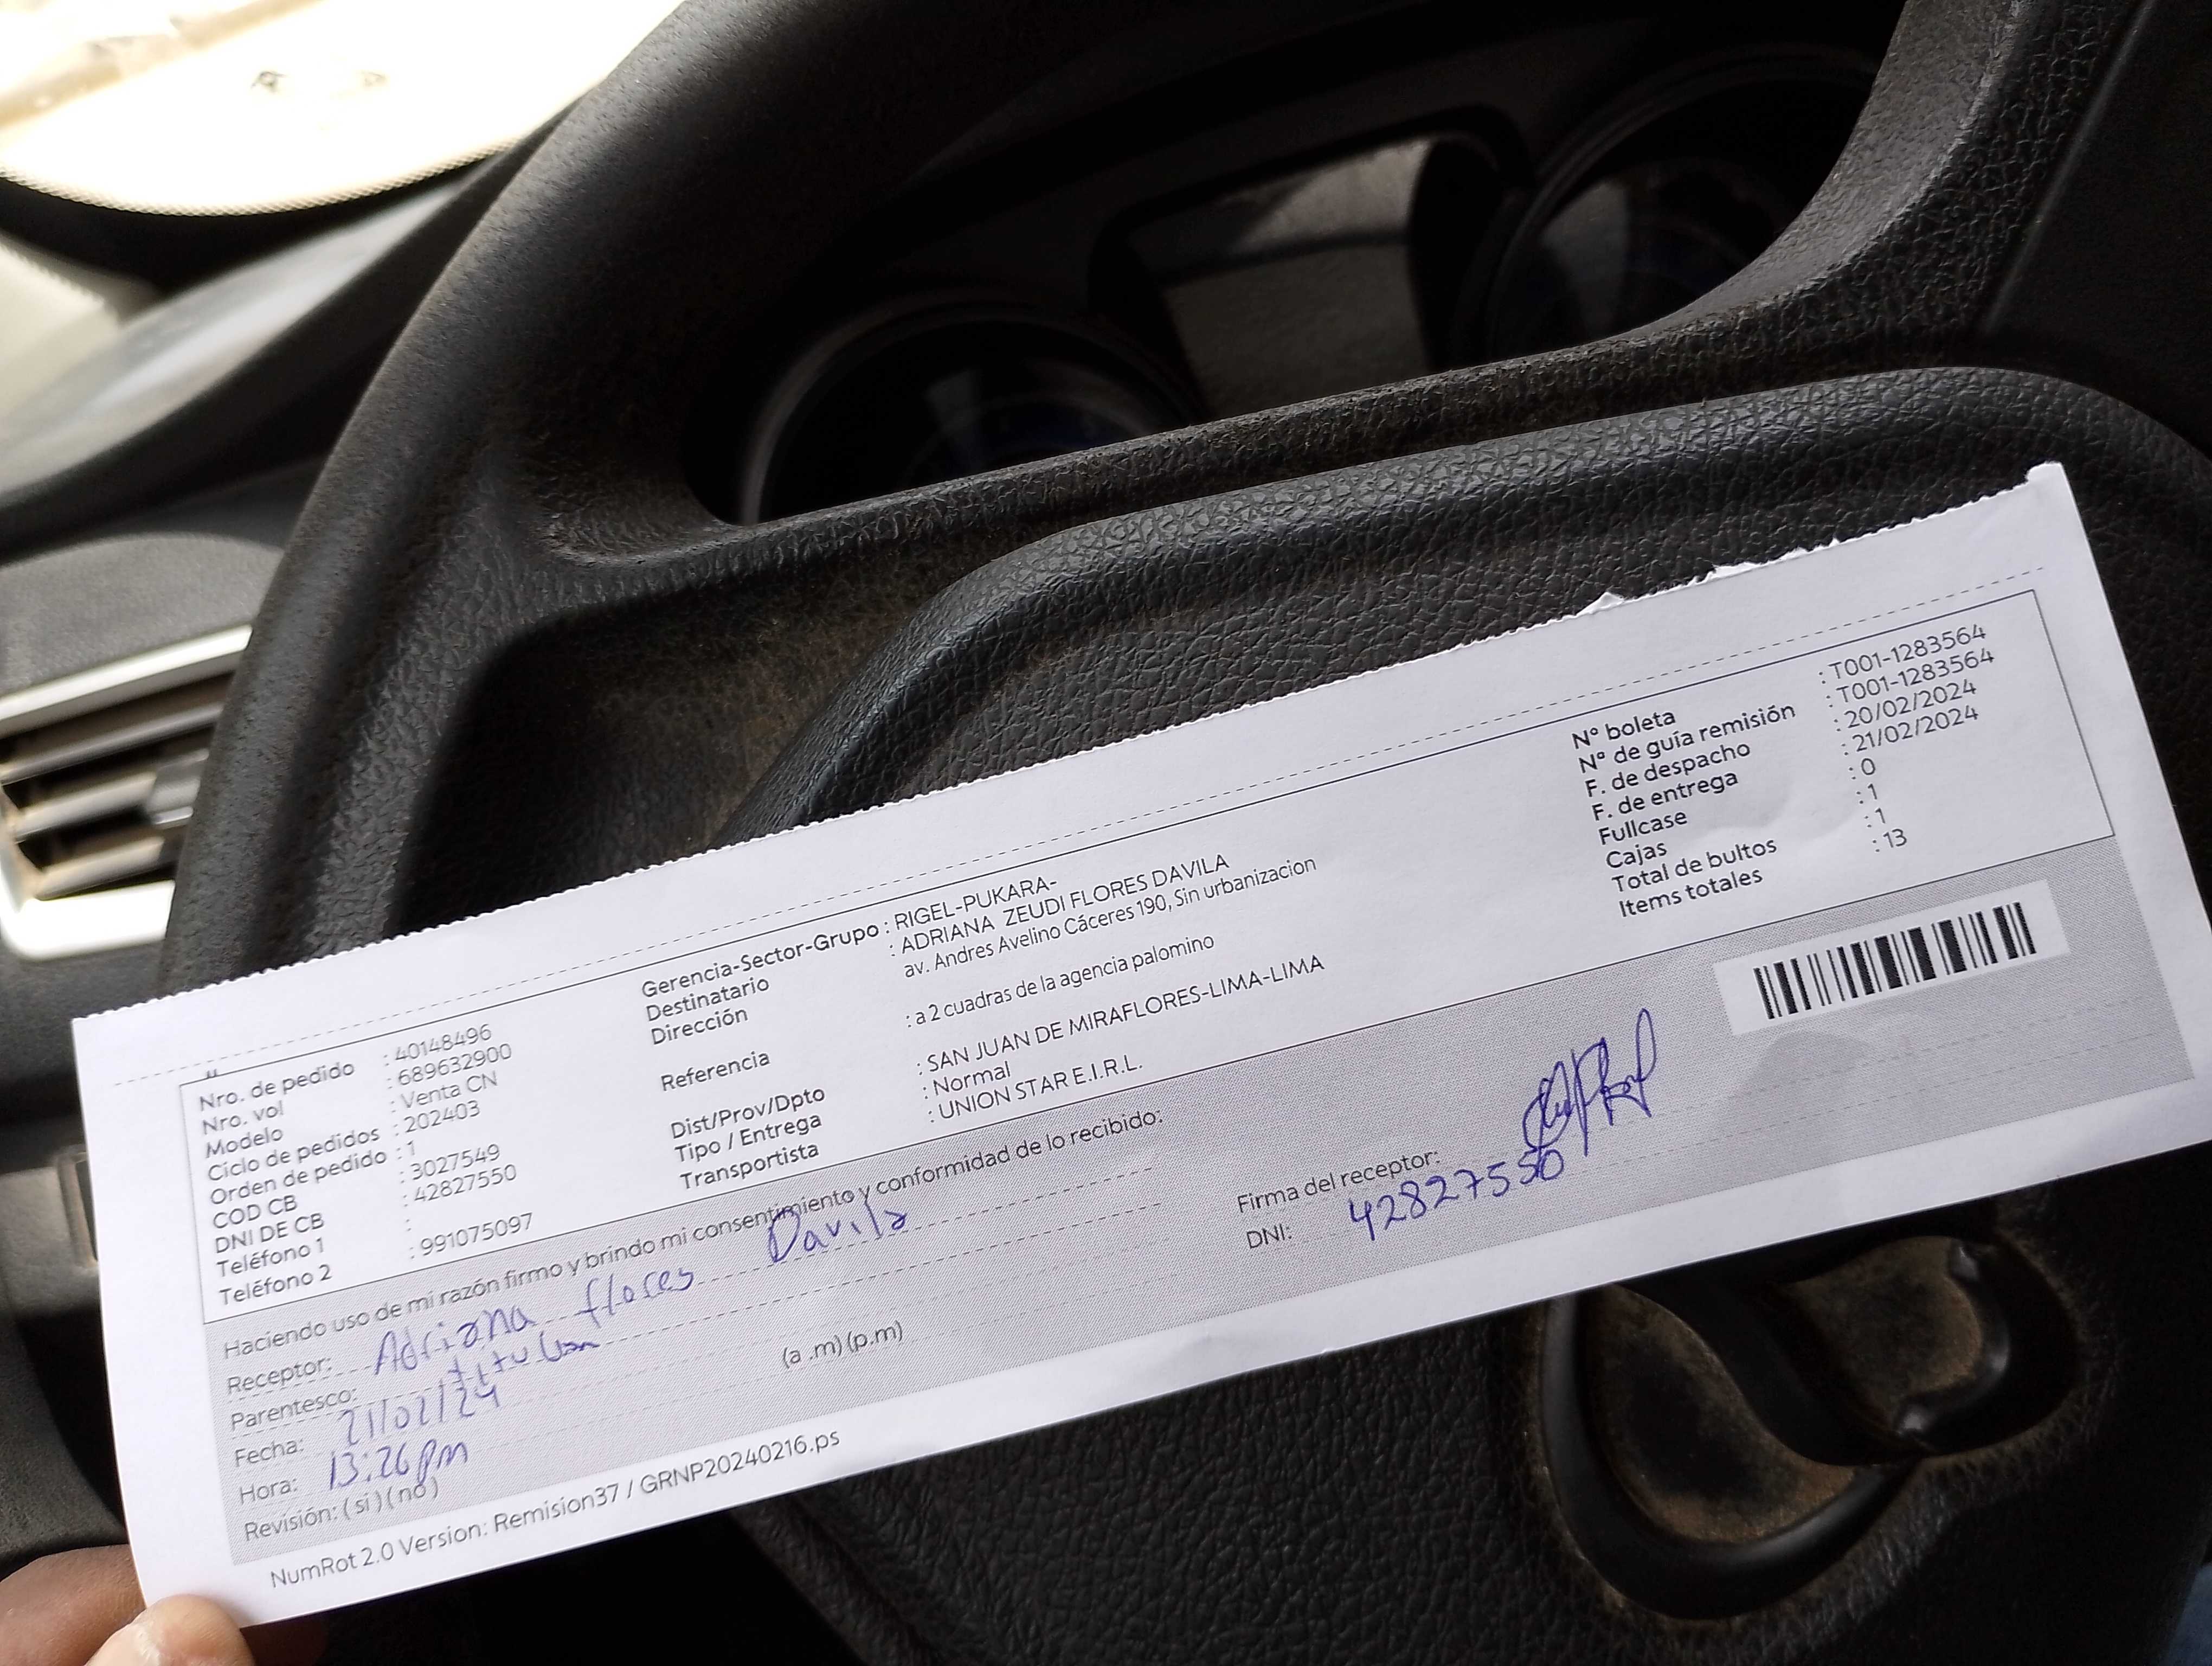 Nro. de pedido : 40148496
Nro. vol : 689632900
Modelo : Venta CN
Ciclo de pedidos : 202403
Orden de pedido : 1
COD CB : 3027549
DNI DE CB : 42827550
Teléfono 1 :
Teléfono 2 : 991075097
Gerencia-Sector-Grupo : RIGEL-PUKARA-
Destinatario : ADRIANA ZEUDI FLORES DAVILA
Dirección av. Andres Avelino Cáceres 190, Sin urbanizacion
Referencia : a 2 cuadras de la agencia palomino
Dist/Prov/Dpto : SAN JUAN DE MIRAFLORES-LIMA-LIMA
Tipo / Entrega : Normal
Transportista : UNION STAR E.I.R.L.
N° boleta : T001-1283564
N° de guía remisión : T001-1283564
F. de despacho : 20/02/2024
F. de entrega : 21/02/2024
Fullcase : 0
Cajas : 1
Total de bultos : 1
Items totales : 13
Haciendo uso de mi razón firmo y brindo mi consentimiento y conformidad de lo recibido:
Receptor: Adriana flores Davila
Parentesco: titular
Fecha: 21/02/24
Hora: 13:26 pm (a .m) (p.m)
Revisión: (si) (no)
Firma del receptor:
DNI: 42827550
NumRot 2.0 Version: Remision37 / GRNP20240216.ps